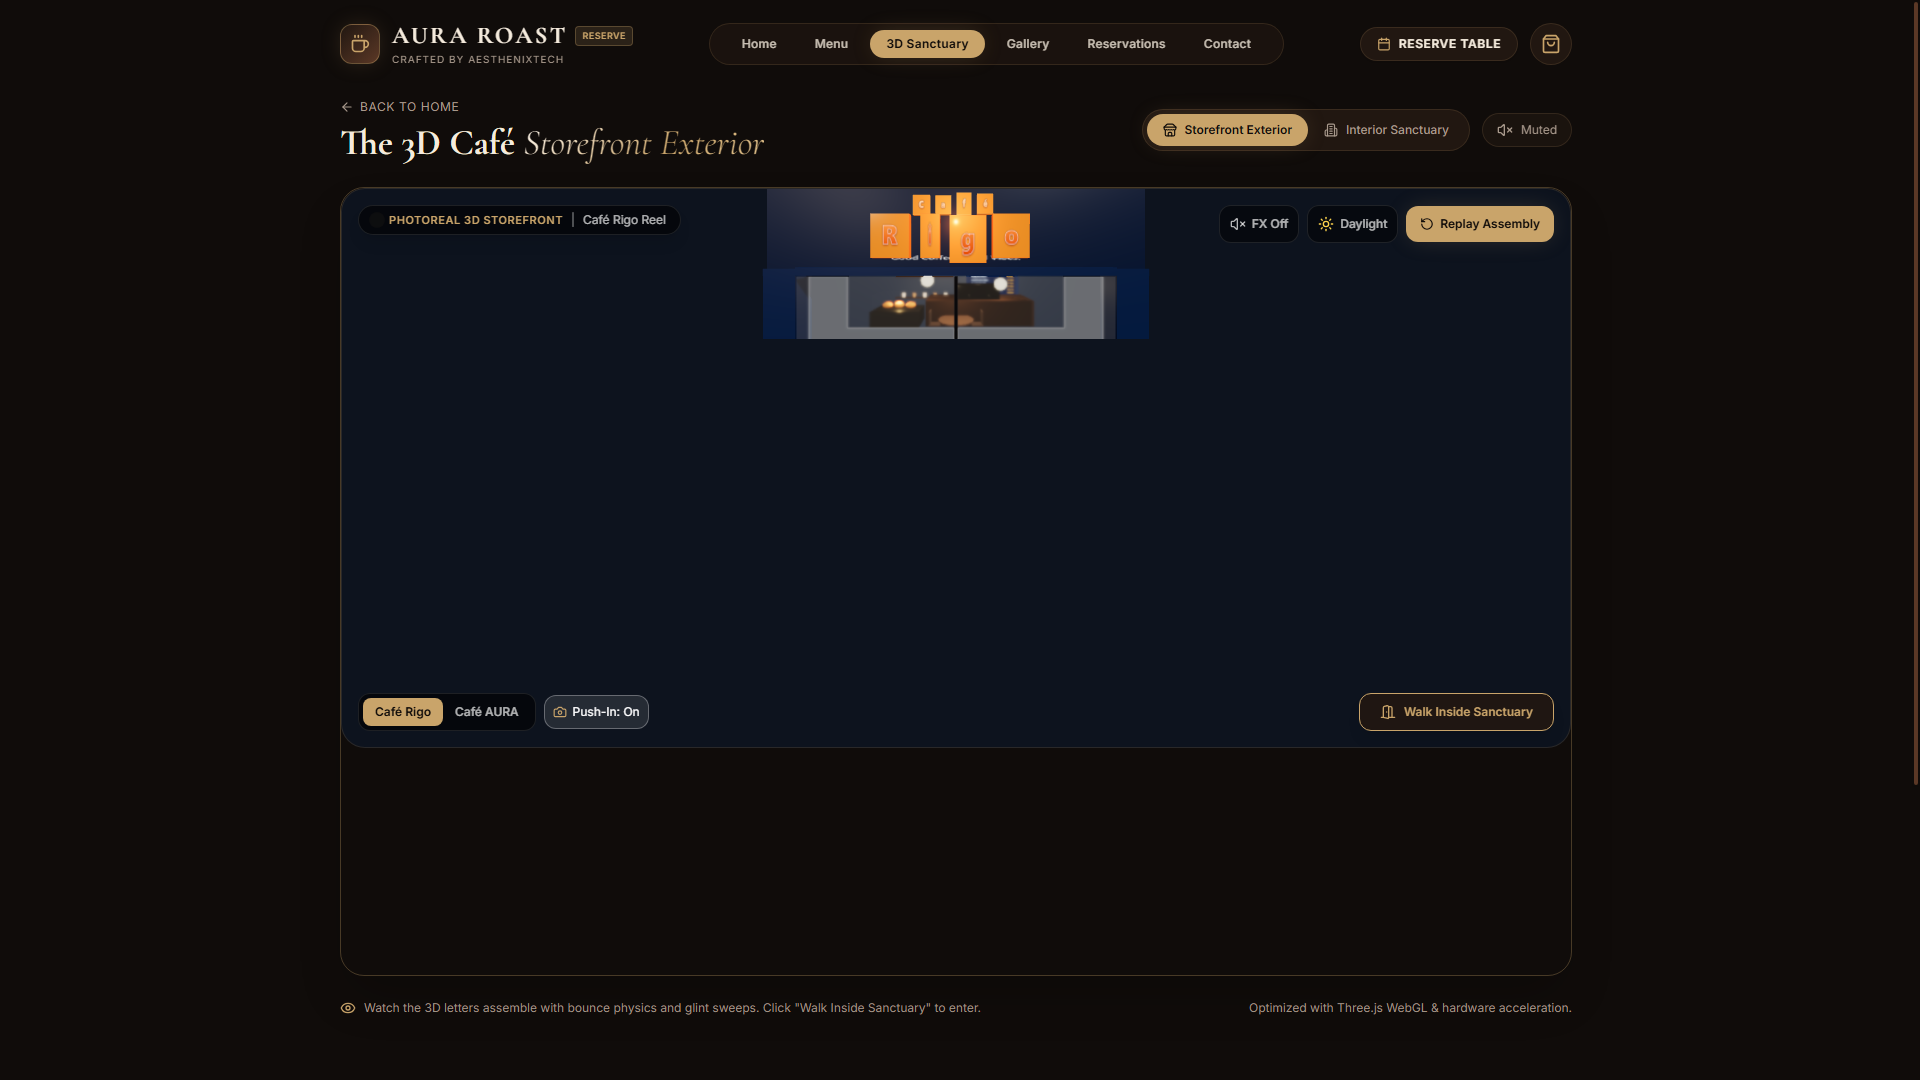 AURA ROAST RESERVE
CRAFTED BY AESTHENIXTECH
Home Menu 3D Sanctuary Gallery Reservations Contact
RESERVE TABLE
BACK TO HOME
The 3D Café Storefront Exterior
Storefront Exterior Interior Sanctuary Muted
PHOTOREAL 3D STOREFRONT | Café Rigo Reel
FX Off Daylight Replay Assembly
Rigo
Café Rigo Café AURA Push-In: On
Walk Inside Sanctuary
Watch the 3D letters assemble with bounce physics and glint sweeps. Click "Walk Inside Sanctuary" to enter.
Optimized with Three.js WebGL & hardware acceleration.